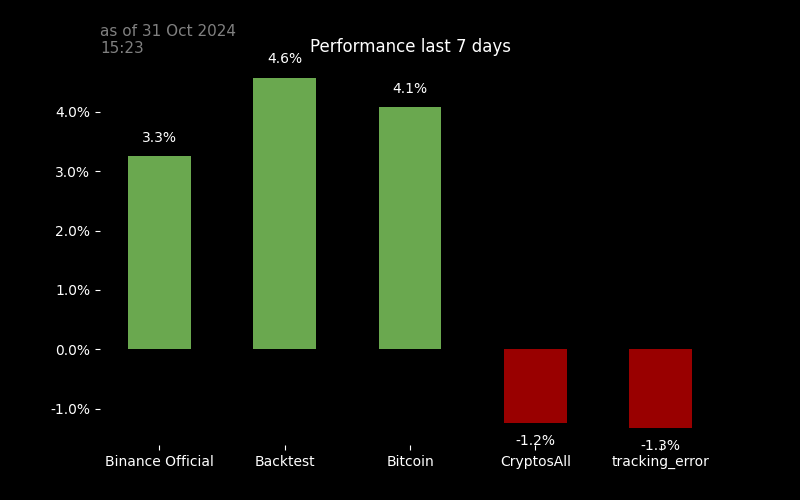 as of 31 Oct 2024
15:23
Performance last 7 days
4.6%
4.1%
3.3%
4.0%
3.0%
2.0%
1.0%
0.0%
-1.0%
-1.2%
-1.3%
Binance Official
Backtest
Bitcoin
CryptosAll
tracking_error